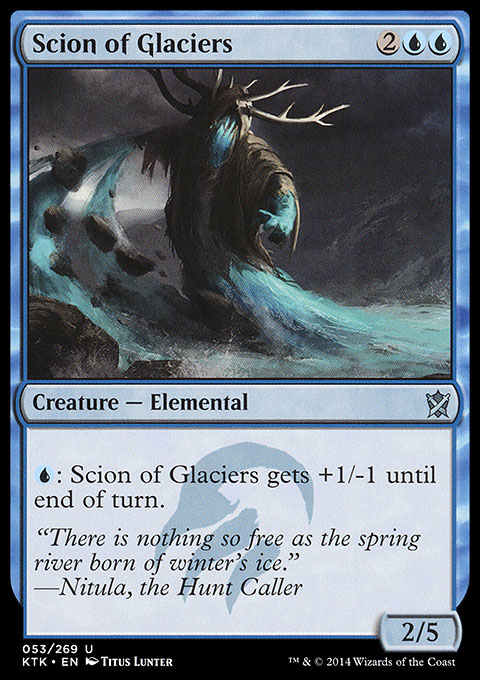 Scion of Glaciers 2
Creature — Elemental
: Scion of Glaciers gets +1/-1 until
end of turn.
“There is nothing so free as the spring
river born of winter’s ice.”
—Nitula, the Hunt Caller
2/5
053/269 U
KTK • EN Titus Lunter
™ & © 2014 Wizards of the Coast